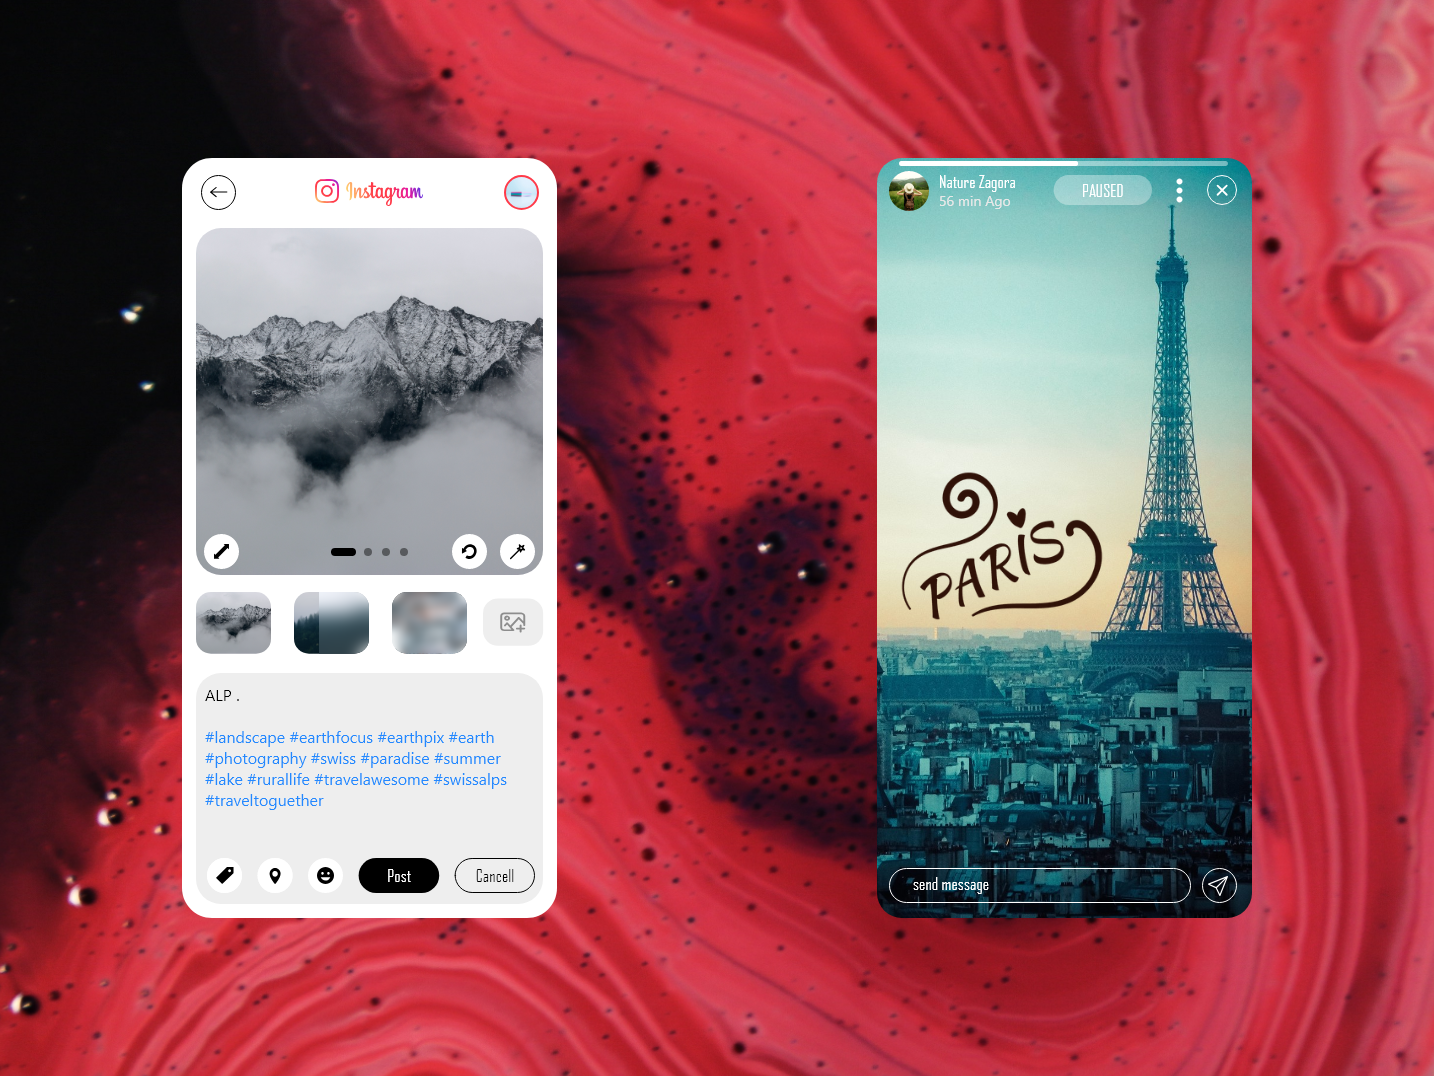 Instagram
ALP .
#landscape #earthfocus #earthpix #earth
#photography #swiss #paradise #summer
#lake #rurallife #travelawesome #swissalps
#traveltoguether
Post
Cancell
Nature Zagora
56 min Ago
PAUSED
PARIS
send message